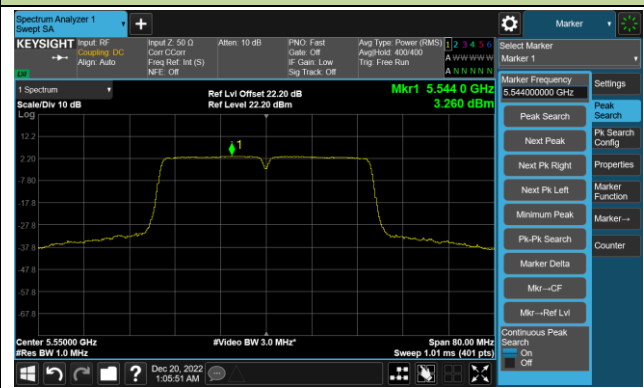 Spectrum Analyzer 1
Swept SA
+
Marker
KEYSIGHT
Input: RF
Coupling: DC
Align: Auto
Input Z: 50 Ω
Corr CCorr
Freq Ref: Int (S)
NFE: Off
Atten: 10 dB
PNO: Fast
Gate: Off
IF Gain: Low
Sig Track: Off
Avg Type: Power (RMS)
Avg|Hold: 400/400
Trig: Free Run
1 2 3 4 5 6
A W W W W W
A N N N N N
Select Marker
Marker 1
1 Spectrum
Ref Lvl Offset 22.20 dB
Mkr1 5.544 0 GHz
Scale/Div 10 dB
Ref Level 22.20 dBm
3.260 dBm
Log
12.2
2.20
-7.80
-17.8
-27.8
-37.8
-47.8
-57.8
-67.8
1
Center 5.55000 GHz
#Video BW 3.0 MHz*
Span 80.00 MHz
#Res BW 1.0 MHz
Sweep 1.01 ms (401 pts)
Marker Frequency
5.544000000 GHz
Peak Search
Next Peak
Next Pk Right
Next Pk Left
Minimum Peak
Pk-Pk Search
Marker Delta
Mkr→CF
Mkr→Ref Lvl
Continuous Peak
Search
On
Off
Settings
Peak
Search
Pk Search
Config
Properties
Marker
Function
Marker→
Counter
?
Dec 20, 2022
1:05:51 AM